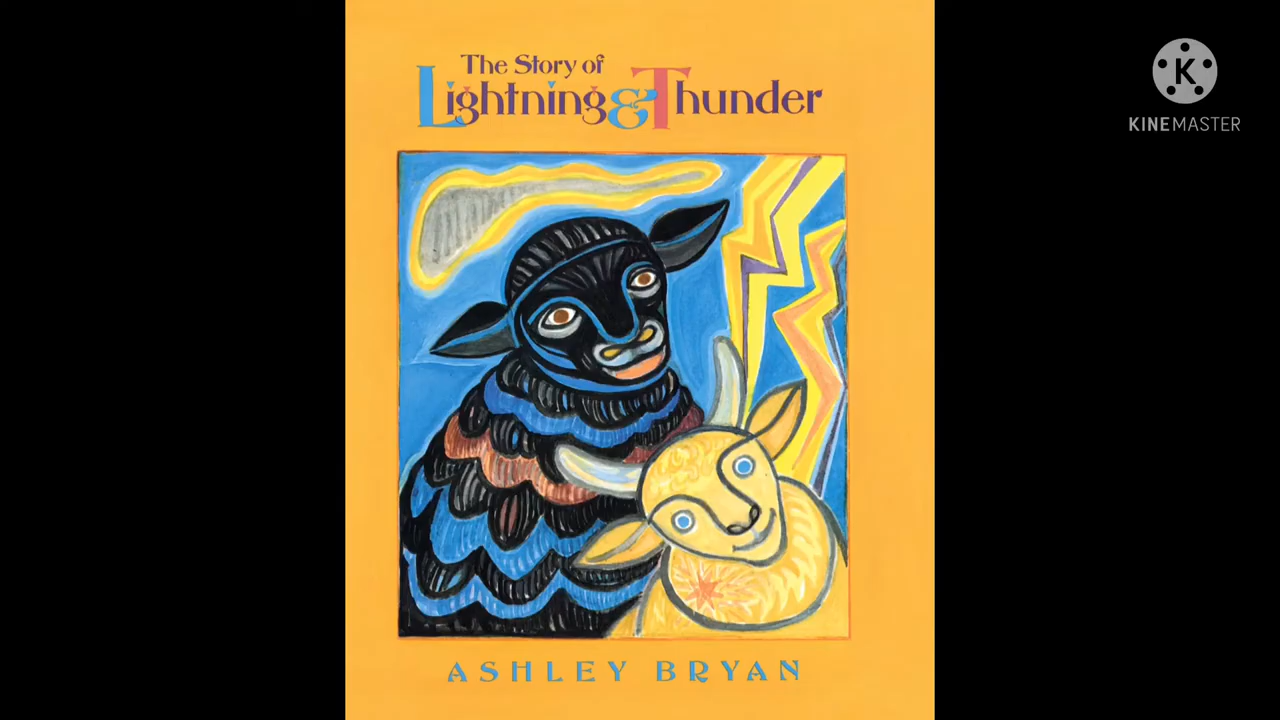 The Story of
Lightning & Thunder
ASHLEY BRYAN
K
KINEMASTER